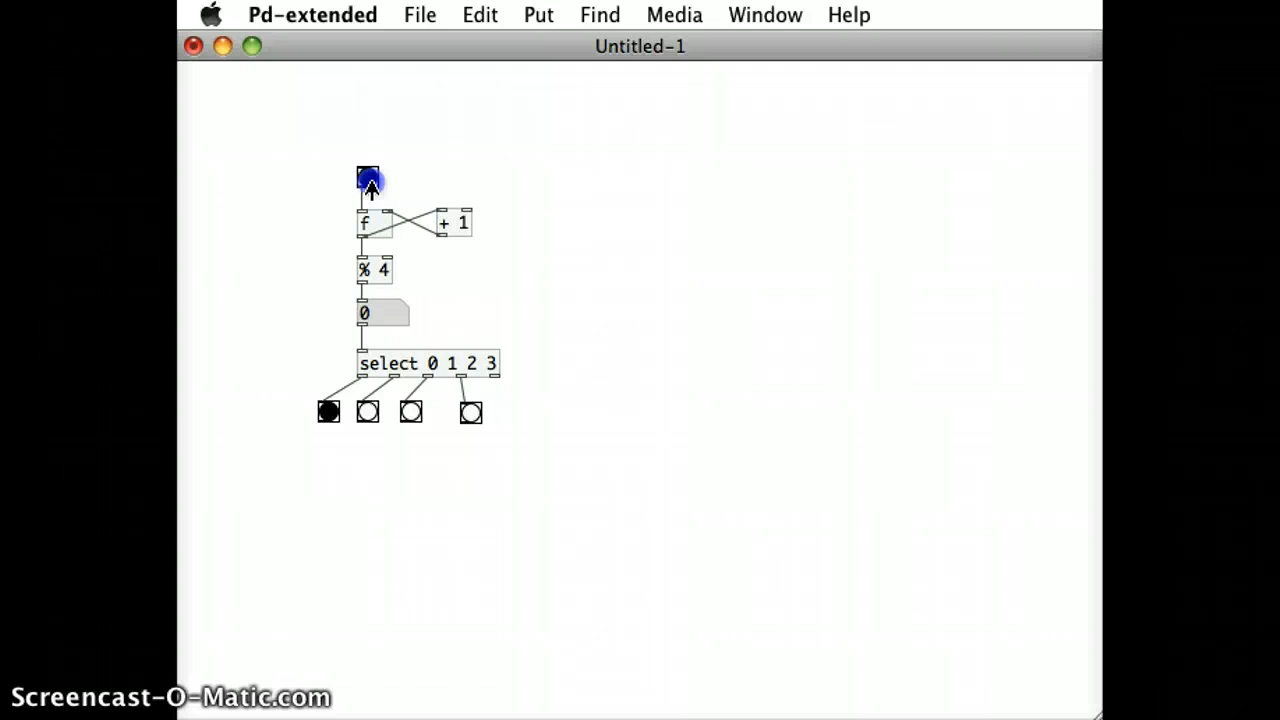 Pd-extended File Edit Put Find Media Window Help
Untitled-1
f
+ 1
% 4
0
select 0 1 2 3
Screencast-O-Matic.com